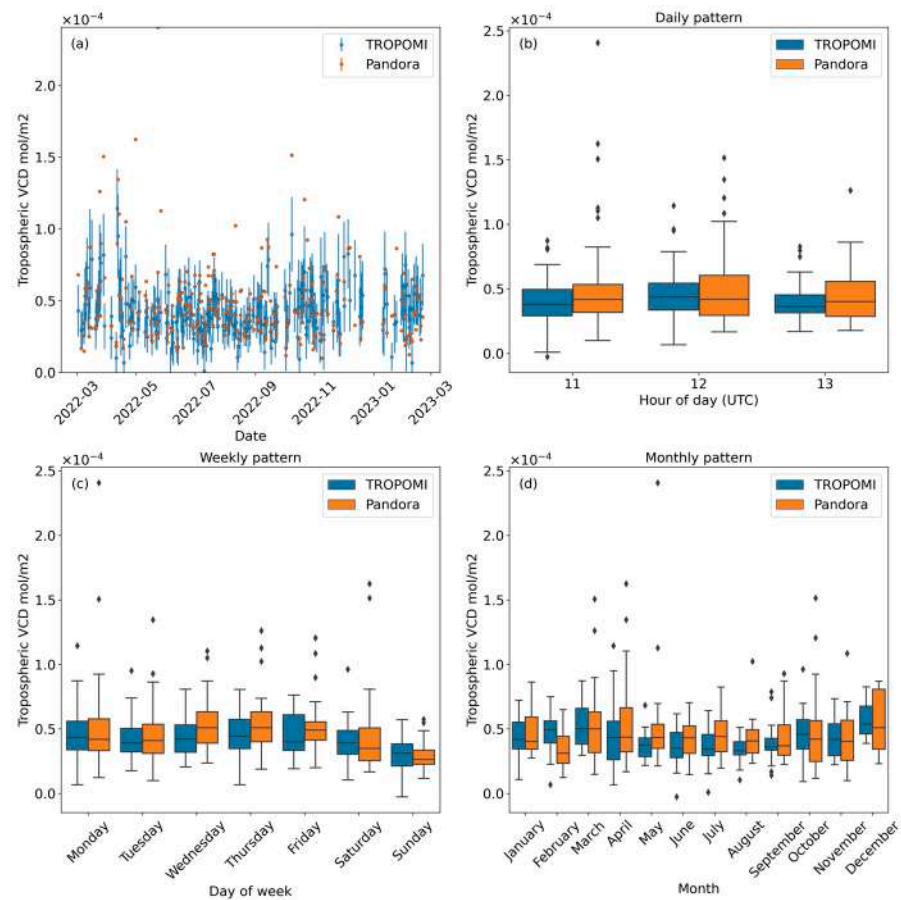 ×10⁻⁴
(a)
TROPOMI
Pandora
Tropospheric VCD mol/m2
2.0
1.5
1.0
0.5
0.0
2022-03
2022-05
2022-07
2022-09
2022-11
2023-01
2023-03
Date
×10⁻⁴
Daily pattern
(b)
TROPOMI
Pandora
Tropospheric VCD mol/m2
2.5
2.0
1.5
1.0
0.5
0.0
11
12
13
Hour of day (UTC)
×10⁻⁴
Weekly pattern
(c)
TROPOMI
Pandora
Tropospheric VCD mol/m2
2.5
2.0
1.5
1.0
0.5
0.0
Monday
Tuesday
Wednesday
Thursday
Friday
Saturday
Sunday
Day of week
×10⁻⁴
Monthly pattern
(d)
TROPOMI
Pandora
Tropospheric VCD mol/m2
2.5
2.0
1.5
1.0
0.5
0.0
January
February
March
April
May
June
July
August
September
October
November
December
Month